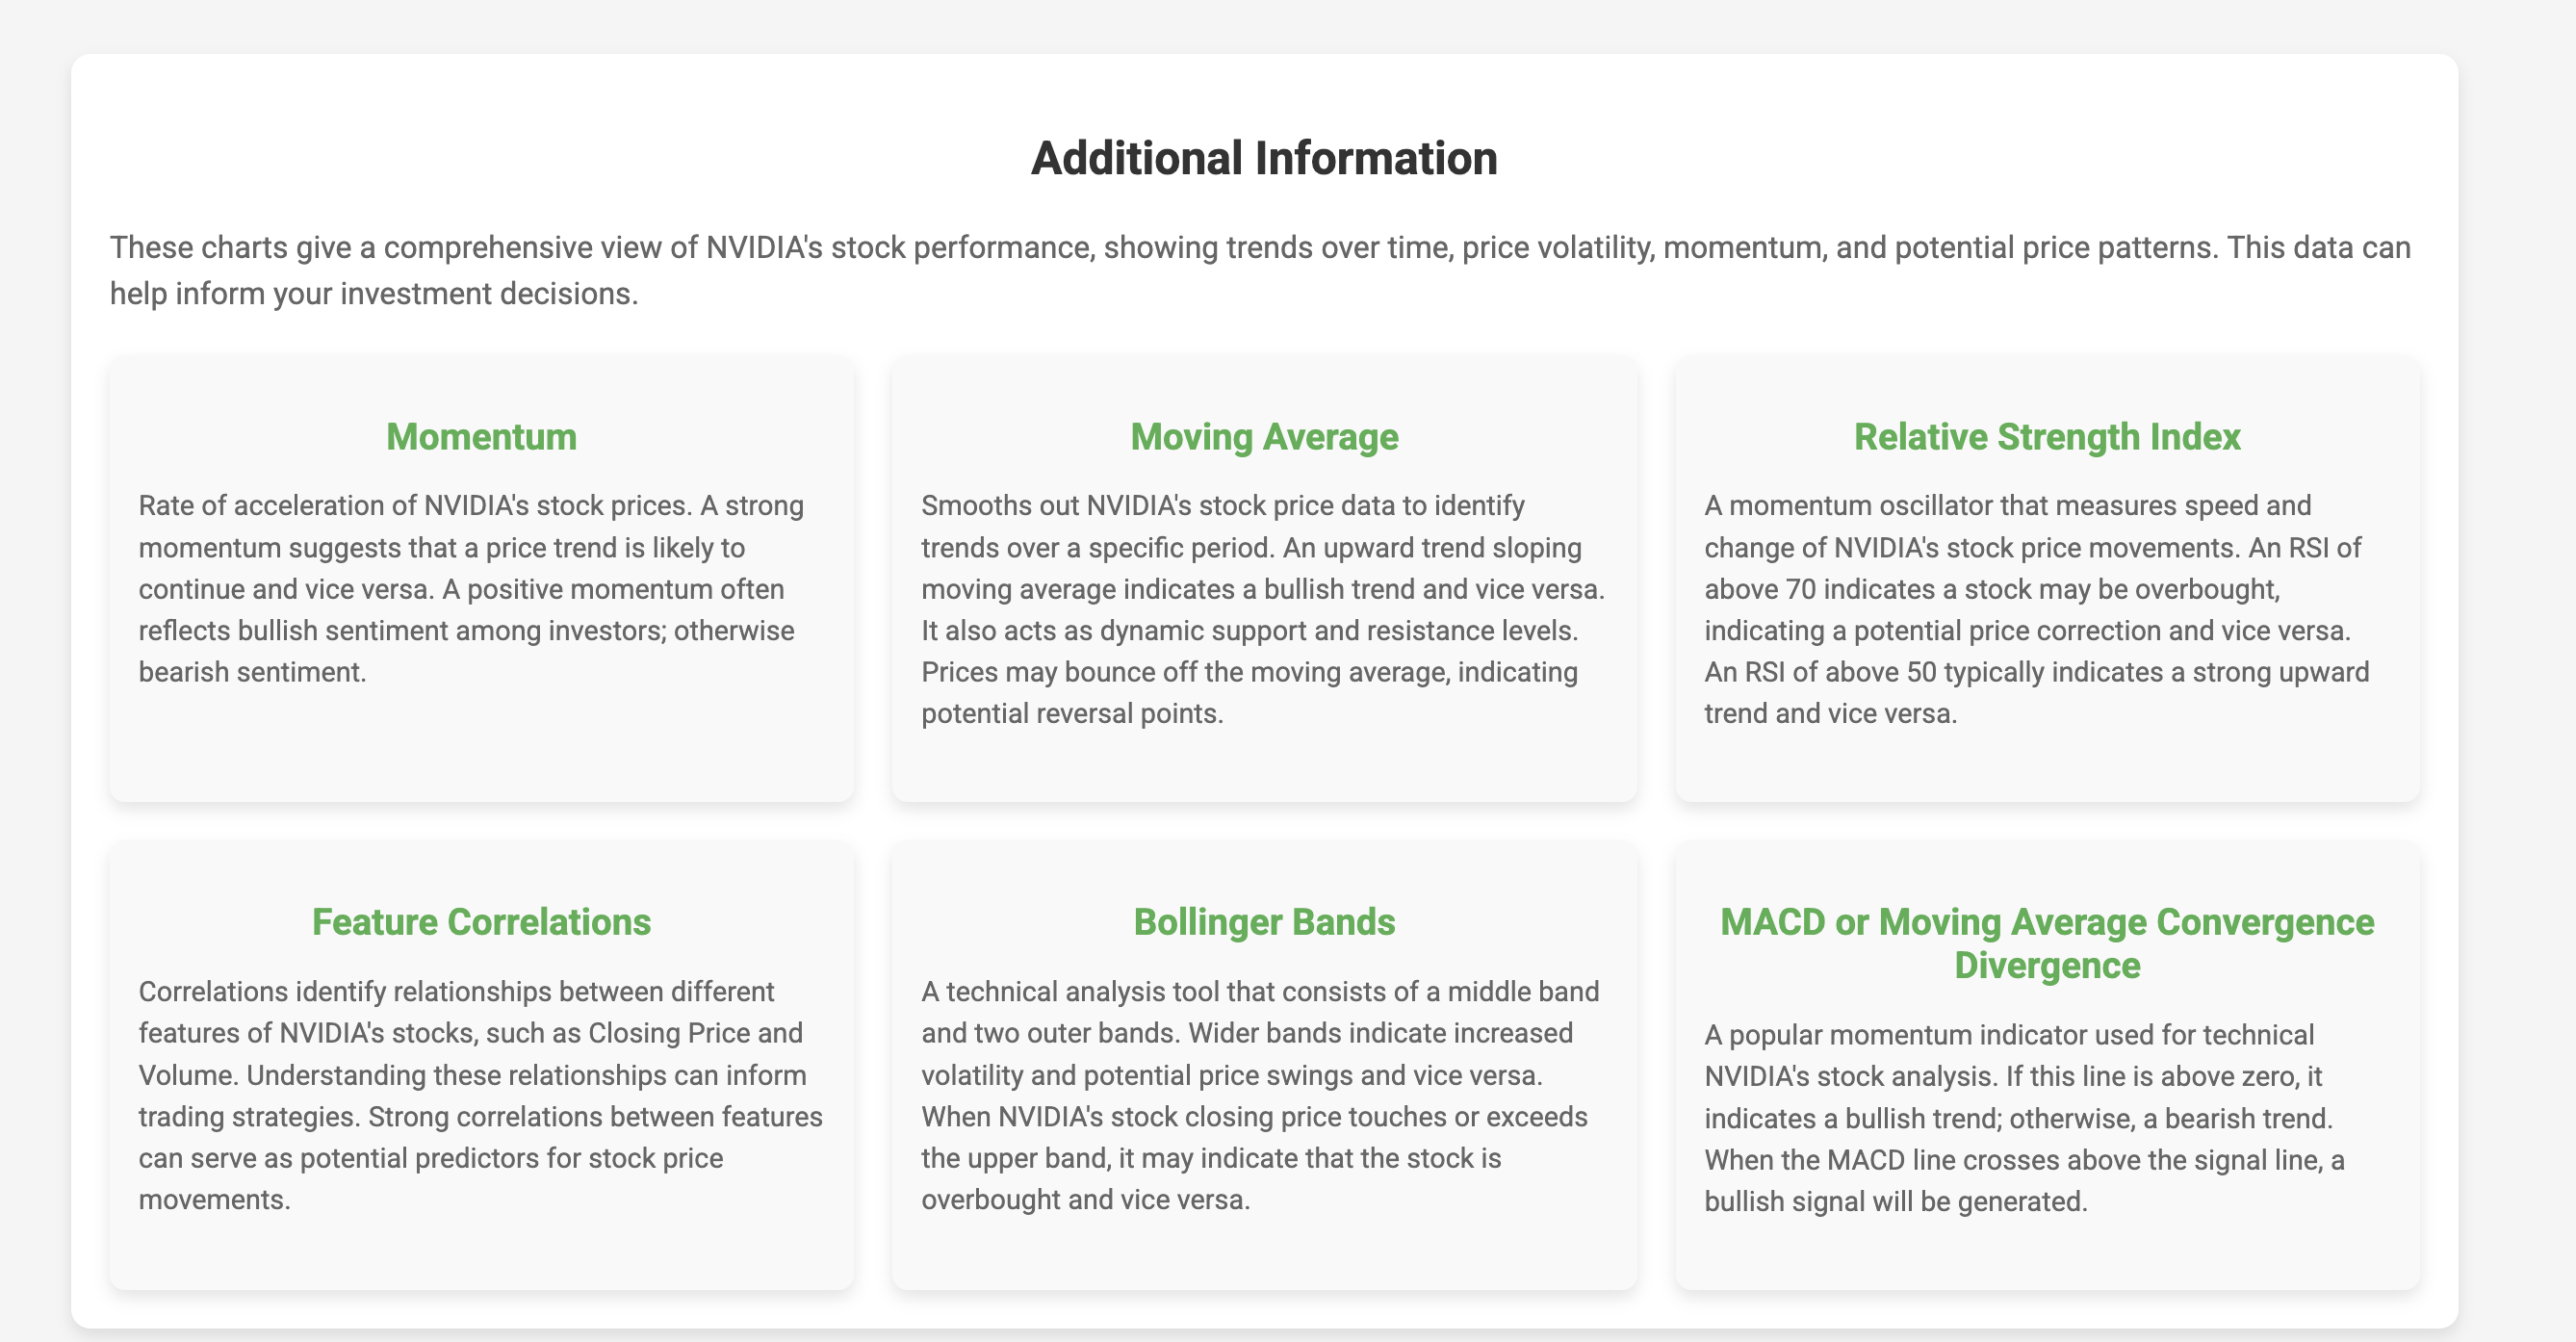 Additional Information
These charts give a comprehensive view of NVIDIA's stock performance, showing trends over time, price volatility, momentum, and potential price patterns. This data can
help inform your investment decisions.
Momentum
Rate of acceleration of NVIDIA's stock prices. A strong
momentum suggests that a price trend is likely to
continue and vice versa. A positive momentum often
reflects bullish sentiment among investors; otherwise
bearish sentiment.
Moving Average
Smooths out NVIDIA's stock price data to identify
trends over a specific period. An upward trend sloping
moving average indicates a bullish trend and vice versa.
It also acts as dynamic support and resistance levels.
Prices may bounce off the moving average, indicating
potential reversal points.
Relative Strength Index
A momentum oscillator that measures speed and
change of NVIDIA's stock price movements. An RSI of
above 70 indicates a stock may be overbought,
indicating a potential price correction and vice versa.
An RSI of above 50 typically indicates a strong upward
trend and vice versa.
Feature Correlations
Correlations identify relationships between different
features of NVIDIA's stocks, such as Closing Price and
Volume. Understanding these relationships can inform
trading strategies. Strong correlations between features
can serve as potential predictors for stock price
movements.
Bollinger Bands
A technical analysis tool that consists of a middle band
and two outer bands. Wider bands indicate increased
volatility and potential price swings and vice versa.
When NVIDIA's stock closing price touches or exceeds
the upper band, it may indicate that the stock is
overbought and vice versa.
MACD or Moving Average Convergence
Divergence
A popular momentum indicator used for technical
NVIDIA's stock analysis. If this line is above zero, it
indicates a bullish trend; otherwise, a bearish trend.
When the MACD line crosses above the signal line, a
bullish signal will be generated.